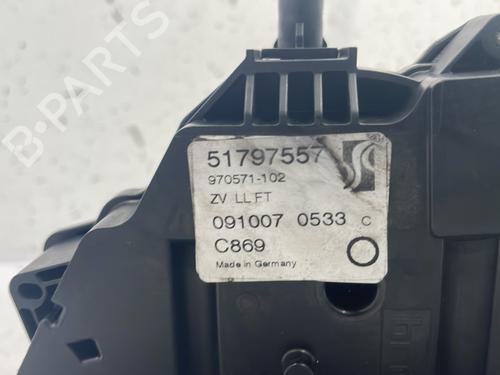 B-PARTS
51797557
970571-102
ZV LL FT
091007 0533 C
C869
Made in Germany